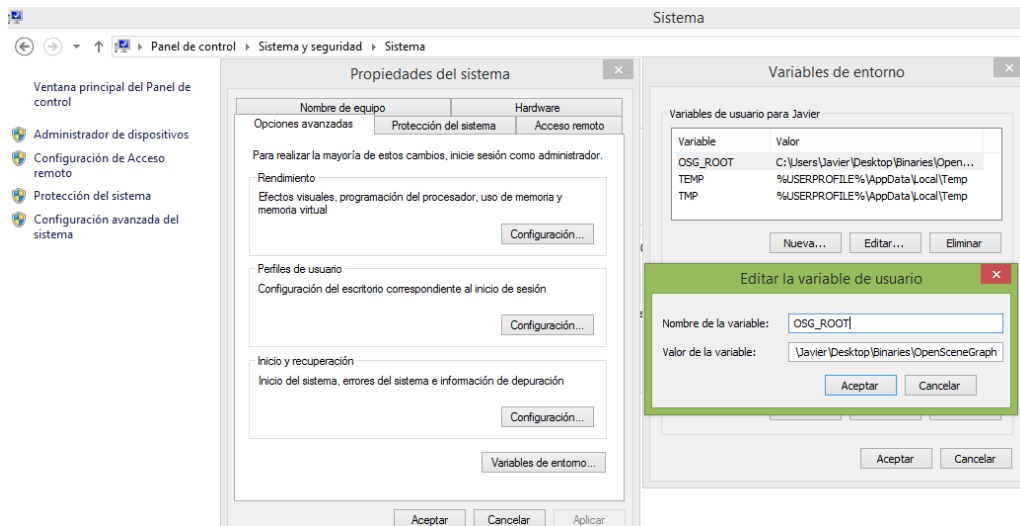 Sistema
Panel de control Sistema y seguridad Sistema
Ventana principal del Panel de
control
Administrador de dispositivos
Configuración de Acceso
remoto
Protección del sistema
Configuración avanzada del
sistema
Propiedades del sistema
Nombre de equipo Hardware
Opciones avanzadas Protección del sistema Acceso remoto
Para realizar la mayoría de estos cambios, inicie sesión como administrador.
Rendimiento
Efectos visuales, programación del procesador, uso de memoria y
memoria virtual
Configuración...
Perfiles de usuario
Configuración del escritorio correspondiente al inicio de sesión
Configuración...
Inicio y recuperación
Inicio del sistema, errores del sistema e información de depuración
Configuración...
Variables de entorno...
Aceptar Cancelar Aplicar
Variables de entorno
Variables de usuario para Javier
Variable Valor
OSG_ROOT C:\Users\Javier\Desktop\Binaries\Open...
TEMP %USERPROFILE%\AppData\Local\Temp
TMP %USERPROFILE%\AppData\Local\Temp
Nueva... Editar... Eliminar
Editar la variable de usuario
Nombre de la variable: OSG_ROOT
Valor de la variable: \Javier\Desktop\Binaries\OpenSceneGraph
Aceptar Cancelar
Aceptar Cancelar